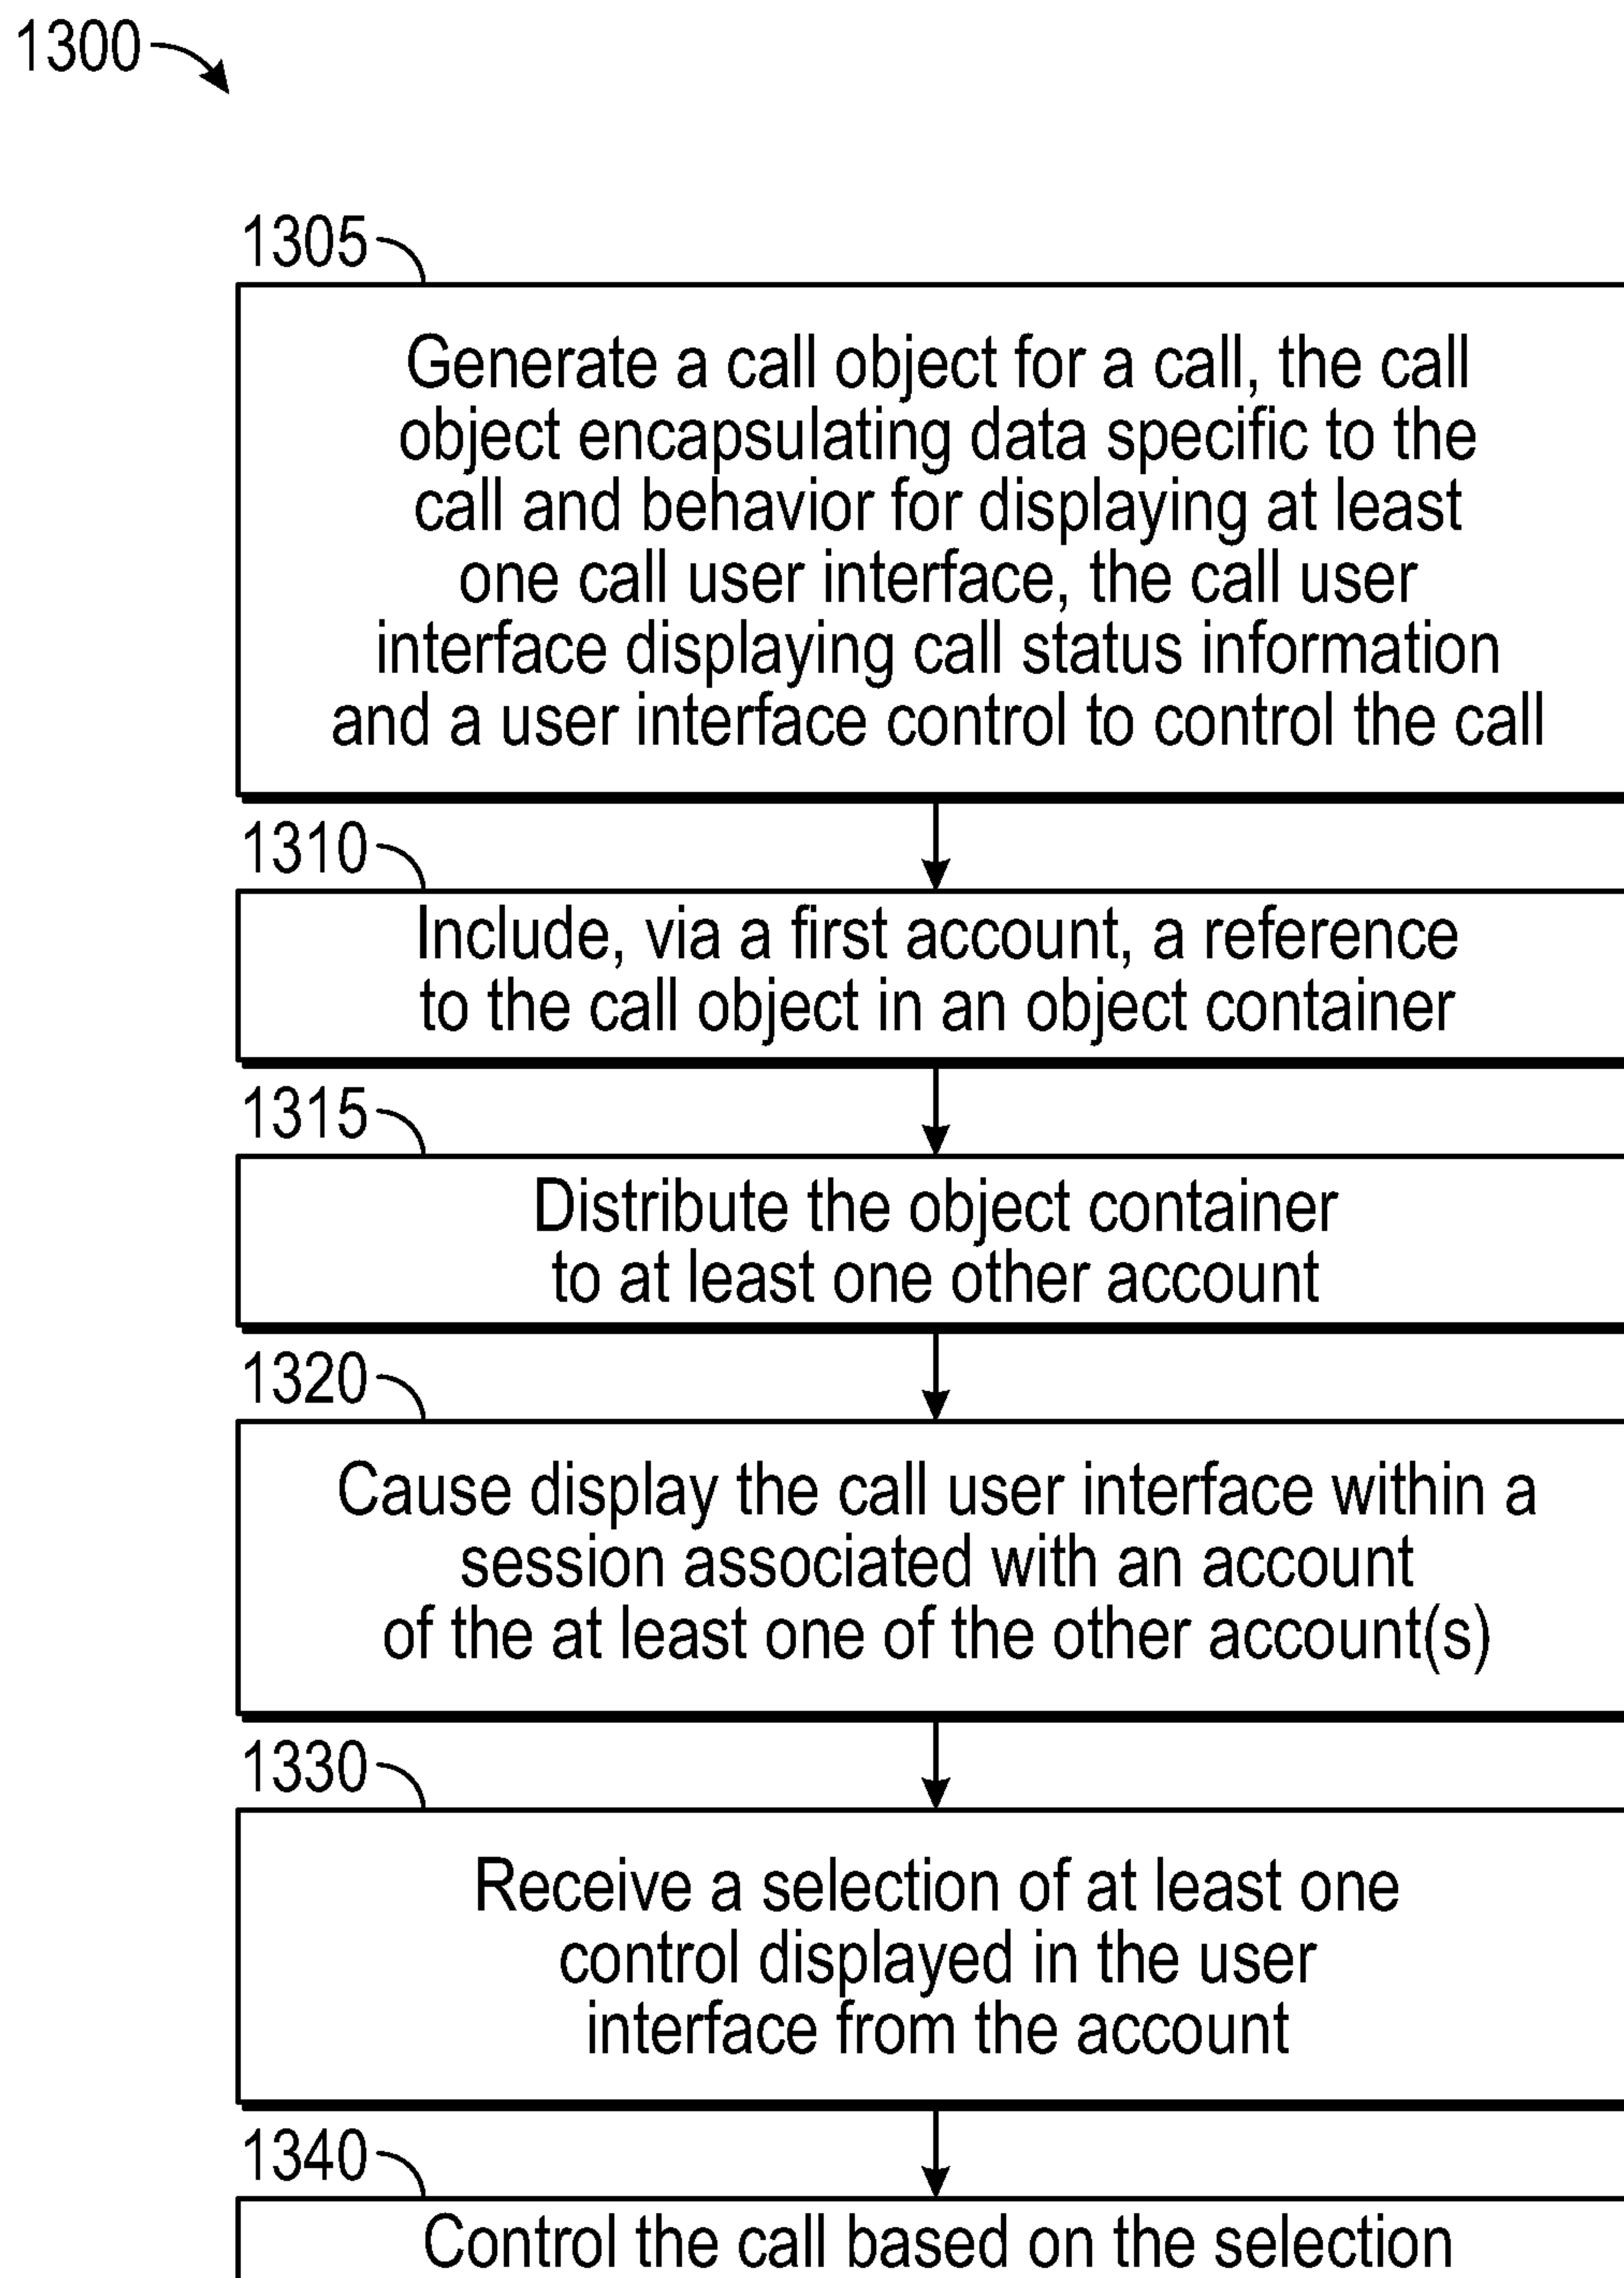 1300
1305
Generate a call object for a call, the call
object encapsulating data specific to the
call and behavior for displaying at least
one call user interface, the call user
interface displaying call status information
and a user interface control to control the call
1310
Include, via a first account, a reference
to the call object in an object container
1315
Distribute the object container
to at least one other account
1320
Cause display the call user interface within a
session associated with an account
of the at least one of the other account(s)
1330
Receive a selection of at least one
control displayed in the user
interface from the account
1340
Control the call based on the selection